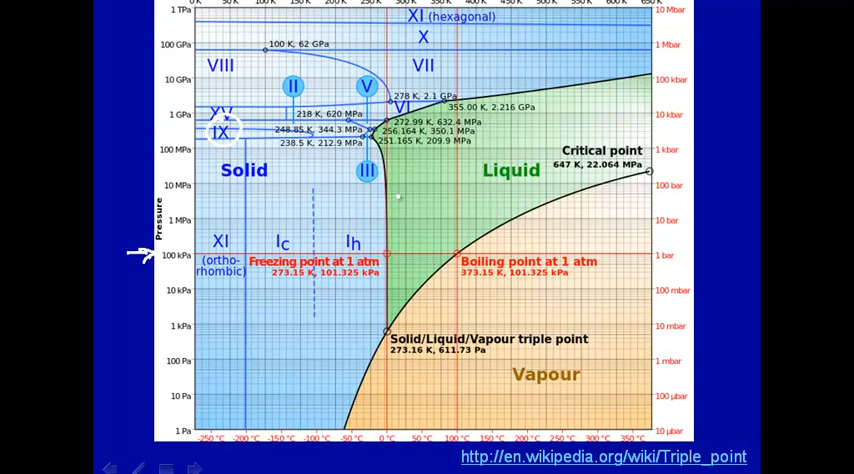 0 K 50 K 100 K 150 K 200 K 250 K 300 K 350 K 400 K 450 K 500 K 550 K 600 K 650 K
1 TPa
10 Mbar
XI (hexagonal)
X
100 GPa
1 Mbar
100 K, 62 GPa
VIII
VII
10 GPa
100 kbar
II
V
278 K, 2.1 GPa
VI
355.00 K, 2.216 GPa
1 GPa
10 kbar
XV
218 K, 620 MPa
272.99 K, 632.4 MPa
IX
248.85 K, 344.3 MPa
256.164 K, 350.1 MPa
238.5 K, 212.9 MPa
251.165 K, 209.9 MPa
100 MPa
1 kbar
Critical point
647 K, 22.064 MPa
Solid
III
Liquid
10 MPa
100 bar
Pressure
1 MPa
10 bar
XI
(ortho-
rhombic)
Ic
Ih
100 kPa
1 bar
Freezing point at 1 atm
273.15 K, 101.325 kPa
Boiling point at 1 atm
373.15 K, 101.325 kPa
10 kPa
100 mbar
1 kPa
10 mbar
Solid/Liquid/Vapour triple point
273.16 K, 611.73 Pa
100 Pa
1 mbar
Vapour
10 Pa
100 µbar
1 Pa
10 µbar
-250 °C -200 °C -150 °C -100 °C -50 °C 0 °C 50 °C 100 °C 150 °C 200 °C 250 °C 300 °C 350 °C
http://en.wikipedia.org/wiki/Triple_point